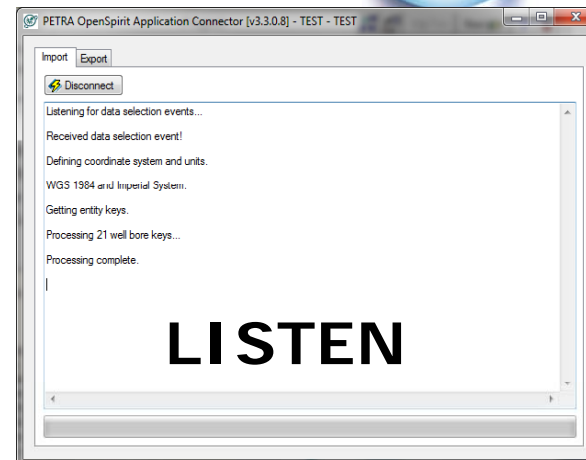 PETRA OpenSpirit Application Connector [v3.3.0.8] - TEST - TEST
Import Export
Disconnect
Listening for data selection events...
Received data selection event!
Defining coordinate system and units.
WGS 1984 and Imperial System.
Getting entity keys.
Processing 21 well bore keys...
Processing complete.
LISTEN